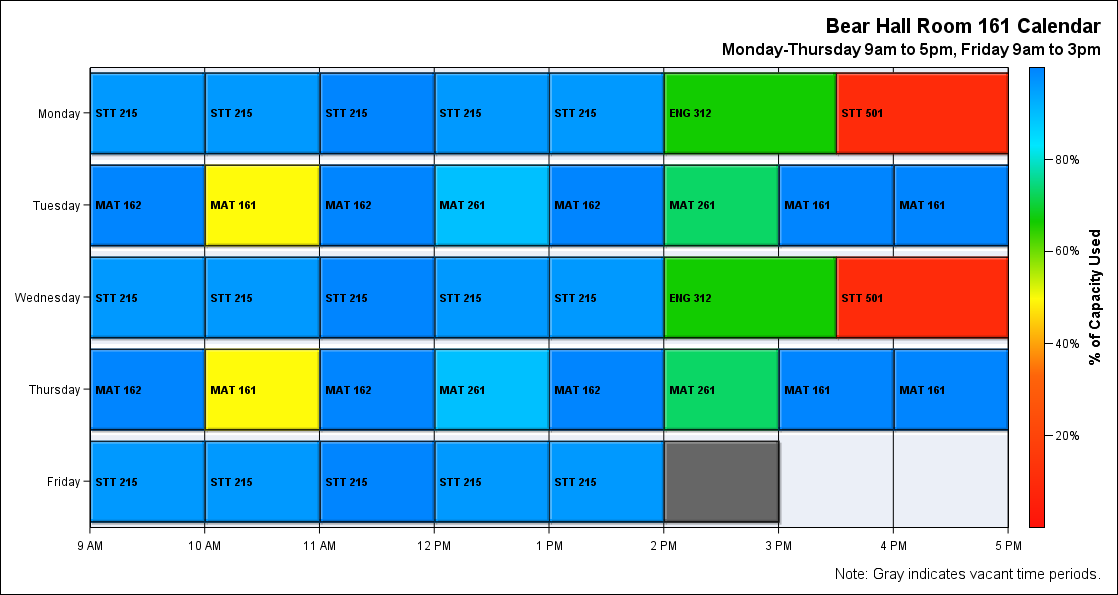 Bear Hall Room 161 Calendar
Monday-Thursday 9am to 5pm, Friday 9am to 3pm
Monday STT 215 STT 215 STT 215 STT 215 STT 215 ENG 312 STT 501
Tuesday MAT 162 MAT 161 MAT 162 MAT 261 MAT 162 MAT 261 MAT 161 MAT 161
Wednesday STT 215 STT 215 STT 215 STT 215 STT 215 ENG 312 STT 501
Thursday MAT 162 MAT 161 MAT 162 MAT 261 MAT 162 MAT 261 MAT 161 MAT 161
Friday STT 215 STT 215 STT 215 STT 215 STT 215
9 AM 10 AM 11 AM 12 PM 1 PM 2 PM 3 PM 4 PM 5 PM
80%
60%
40%
20%
% of Capacity Used
Note: Gray indicates vacant time periods.